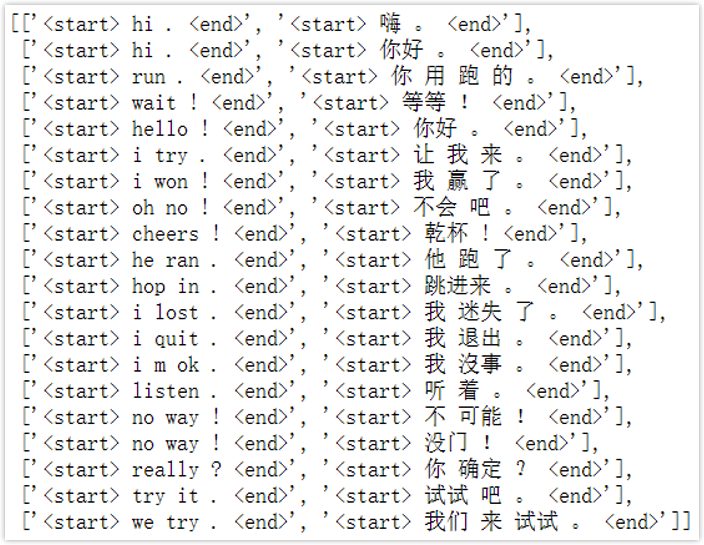 [['<start> hi . <end>', '<start> 嗨 。 <end>'],
['<start> hi . <end>', '<start> 你好 。 <end>'],
['<start> run . <end>', '<start> 你 用 跑 的 。 <end>'],
['<start> wait ! <end>', '<start> 等等 ！ <end>'],
['<start> hello ! <end>', '<start> 你好 。 <end>'],
['<start> i try . <end>', '<start> 让 我 来 。 <end>'],
['<start> i won ! <end>', '<start> 我 赢 了 。 <end>'],
['<start> oh no ! <end>', '<start> 不会 吧 。 <end>'],
['<start> cheers ! <end>', '<start> 乾杯 ! <end>'],
['<start> he ran . <end>', '<start> 他 跑 了 。 <end>'],
['<start> hop in . <end>', '<start> 跳进来 。 <end>'],
['<start> i lost . <end>', '<start> 我 迷失 了 。 <end>'],
['<start> i quit . <end>', '<start> 我 退出 。 <end>'],
['<start> i m ok . <end>', '<start> 我 沒事 。 <end>'],
['<start> listen . <end>', '<start> 听 着 。 <end>'],
['<start> no way ! <end>', '<start> 不 可能 ！ <end>'],
['<start> no way ! <end>', '<start> 没门 ！ <end>'],
['<start> really ? <end>', '<start> 你 确定 ？ <end>'],
['<start> try it . <end>', '<start> 试试 吧 。 <end>'],
['<start> we try . <end>', '<start> 我们 来 试试 。 <end>']]